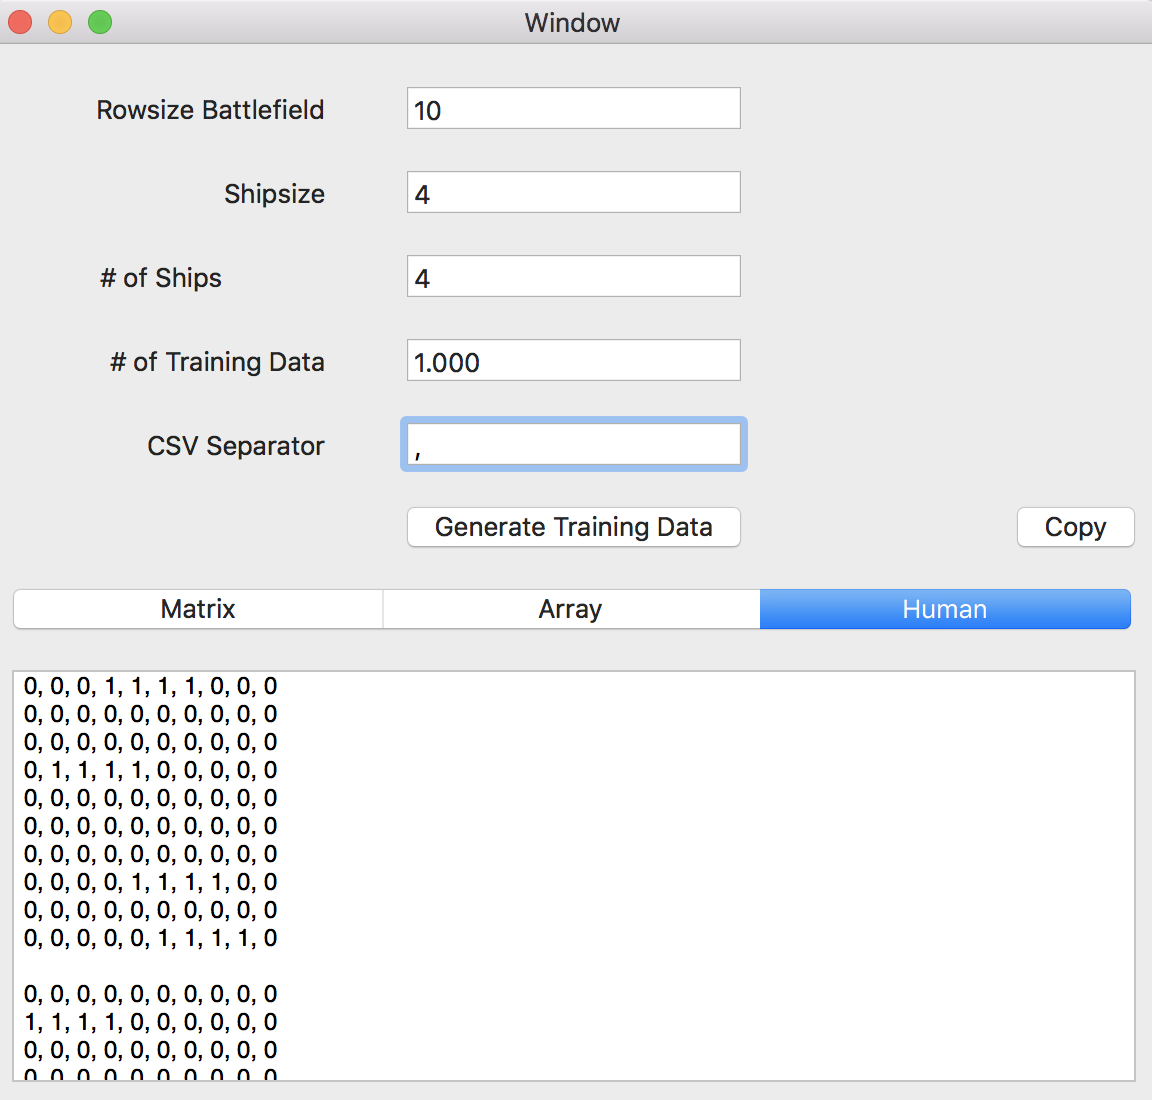 Window
Rowsize Battlefield 10
Shipsize 4
# of Ships 4
# of Training Data 1.000
CSV Separator ,
Generate Training Data Copy
Matrix Array Human
0, 0, 0, 1, 1, 1, 1, 0, 0, 0
0, 0, 0, 0, 0, 0, 0, 0, 0, 0
0, 0, 0, 0, 0, 0, 0, 0, 0, 0
0, 1, 1, 1, 1, 0, 0, 0, 0, 0
0, 0, 0, 0, 0, 0, 0, 0, 0, 0
0, 0, 0, 0, 0, 0, 0, 0, 0, 0
0, 0, 0, 0, 0, 0, 0, 0, 0, 0
0, 0, 0, 0, 1, 1, 1, 1, 0, 0
0, 0, 0, 0, 0, 0, 0, 0, 0, 0
0, 0, 0, 0, 0, 1, 1, 1, 1, 0
0, 0, 0, 0, 0, 0, 0, 0, 0, 0
1, 1, 1, 1, 0, 0, 0, 0, 0, 0
0, 0, 0, 0, 0, 0, 0, 0, 0, 0